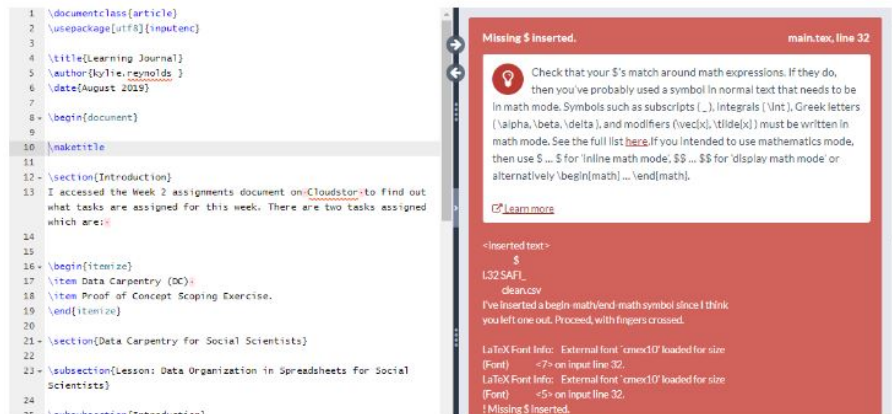 1 \documentclass{article}
2 \usepackage[utf8]{inputenc}
3
4 \title{Learning Journal}
5 \author{kylie.reynolds }
6 \date{August 2019}
7
8 \begin{document}
9
10 \maketitle
11
12 \section{Introduction}
13 I accessed the Week 2 assignments document on Cloudstor to find out
what tasks are assigned for this week. There are two tasks assigned
which are:
14
15
16 \begin{itemize}
17 \item Data Carpentry (DC)
18 \item Proof of Concept Scoping Exercise.
19 \end{itemize}
20
21 \section{Data Carpentry for Social Scientists}
22
23 \subsection{Lesson: Data Organization in Spreadsheets for Social
Scientists}
24
25 \subsubsection{Introduction}
Missing $ inserted. main.tex, line 32
Check that your $'s match around math expressions. If they do,
then you've probably used a symbol in normal text that needs to be
in math mode. Symbols such as subscripts ( _ ), integrals ( \int ), Greek letters
( \alpha, \beta, \delta ), and modifiers (\vec{x}, \tilde{x} ) must be written in
math mode. See the full list here.If you intended to use mathematics mode,
then use $ ... $ for 'inline math mode', $$ ... $$ for 'display math mode' or
alternatively \begin{math} ... \end{math}.
Learn more
<inserted text>
$
l.32 SAFI_
clean.csv
I've inserted a begin-math/end-math symbol since I think
you left one out. Proceed, with fingers crossed.
LaTeX Font Info: External font `cmex10' loaded for size
(Font) <7> on input line 32.
LaTeX Font Info: External font `cmex10' loaded for size
(Font) <5> on input line 32.
! Missing $ inserted.